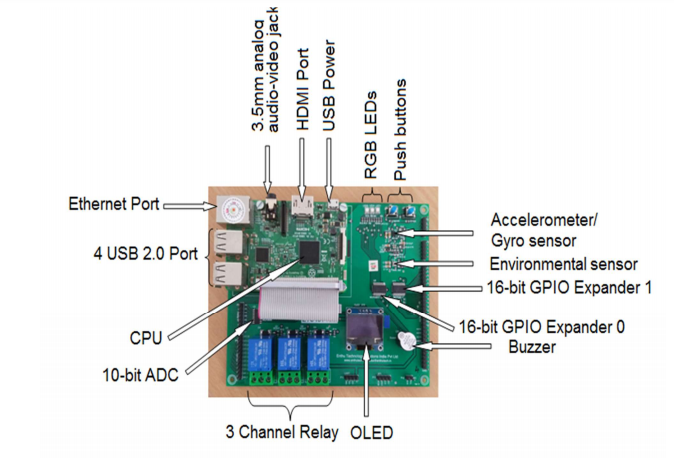 3.5mm analog
audio-video jack
HDMI Port
USB Power
RGB LEDs
Push buttons
Ethernet Port
4 USB 2.0 Port
CPU
10-bit ADC
3 Channel Relay
OLED
Accelerometer/
Gyro sensor
Environmental sensor
16-bit GPIO Expander 1
16-bit GPIO Expander 0
Buzzer